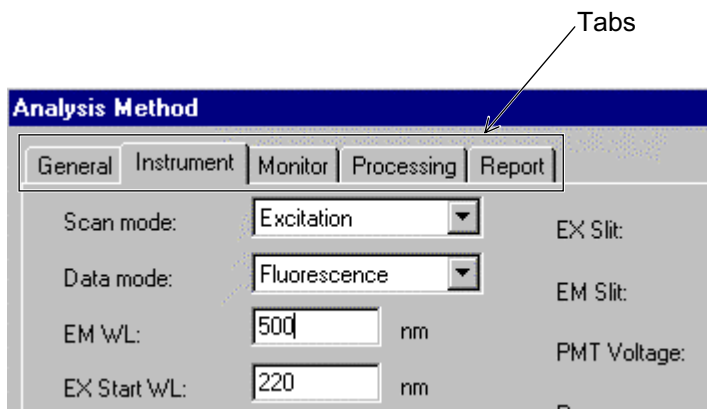 Tabs
Analysis Method
General Instrument Monitor Processing Report
Scan mode: Excitation EX Slit:
Data mode: Fluorescence EM Slit:
EM WL: 500 nm PMT Voltage:
EX Start WL: 220 nm